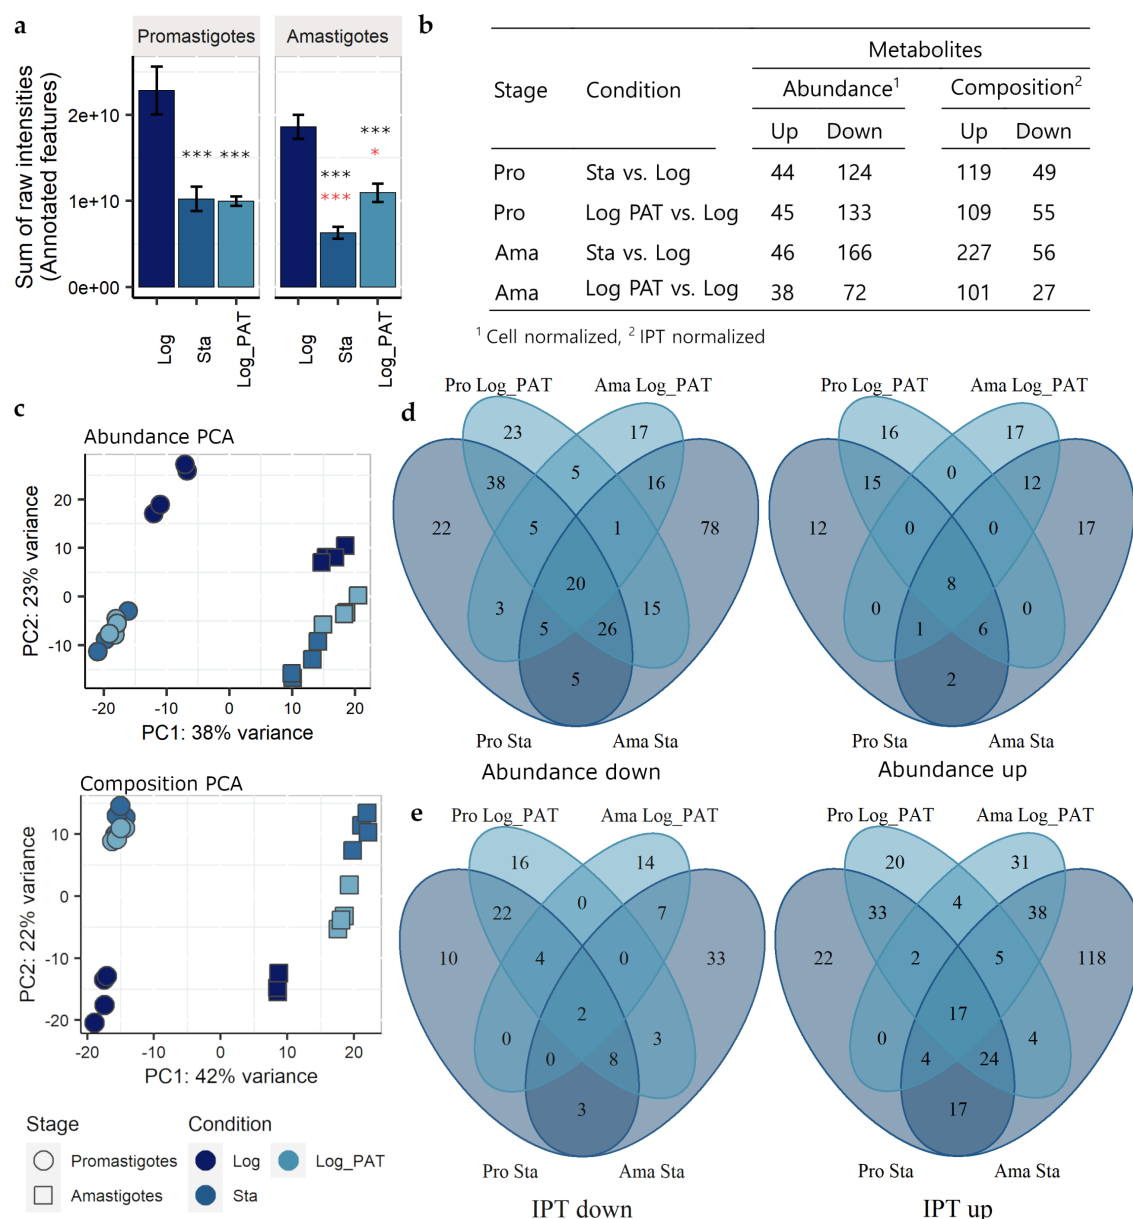 a
Promastigotes Amastigotes
Sum of raw intensities
(Annotated features)
2e+10
1e+10
0e+00
*** ***
***
***
***
*
Log Sta Log_PAT Log Sta Log_PAT
b
Metabolites
Stage Condition Abundance1 Composition2
Up Down Up Down
Pro Sta vs. Log 44 124 119 49
Pro Log PAT vs. Log 45 133 109 55
Ama Sta vs. Log 46 166 227 56
Ama Log PAT vs. Log 38 72 101 27
1 Cell normalized, 2 IPT normalized
c
Abundance PCA
PC2: 23% variance
20
10
0
-10
-20 -10 0 10 20
PC1: 38% variance
Composition PCA
PC2: 22% variance
10
0
-10
-20
-20 -10 0 10 20
PC1: 42% variance
Stage Condition
Promastigotes Log Log_PAT
Amastigotes Sta
d
Pro Log_PAT Ama Log_PAT
23 17
38 5 16
22 5 1 78
20
3 15
5 26
5
Pro Sta Ama Sta
Abundance down
Pro Log_PAT Ama Log_PAT
16 17
15 0 12
12 0 0 17
8
0 0
1 6
2
Pro Sta Ama Sta
Abundance up
e
Pro Log_PAT Ama Log_PAT
16 14
22 0 7
10 4 0 33
2
0 3
0 8
3
Pro Sta Ama Sta
IPT down
Pro Log_PAT Ama Log_PAT
20 31
33 4 38
22 2 5 118
17
0 4
4 24
17
Pro Sta Ama Sta
IPT up